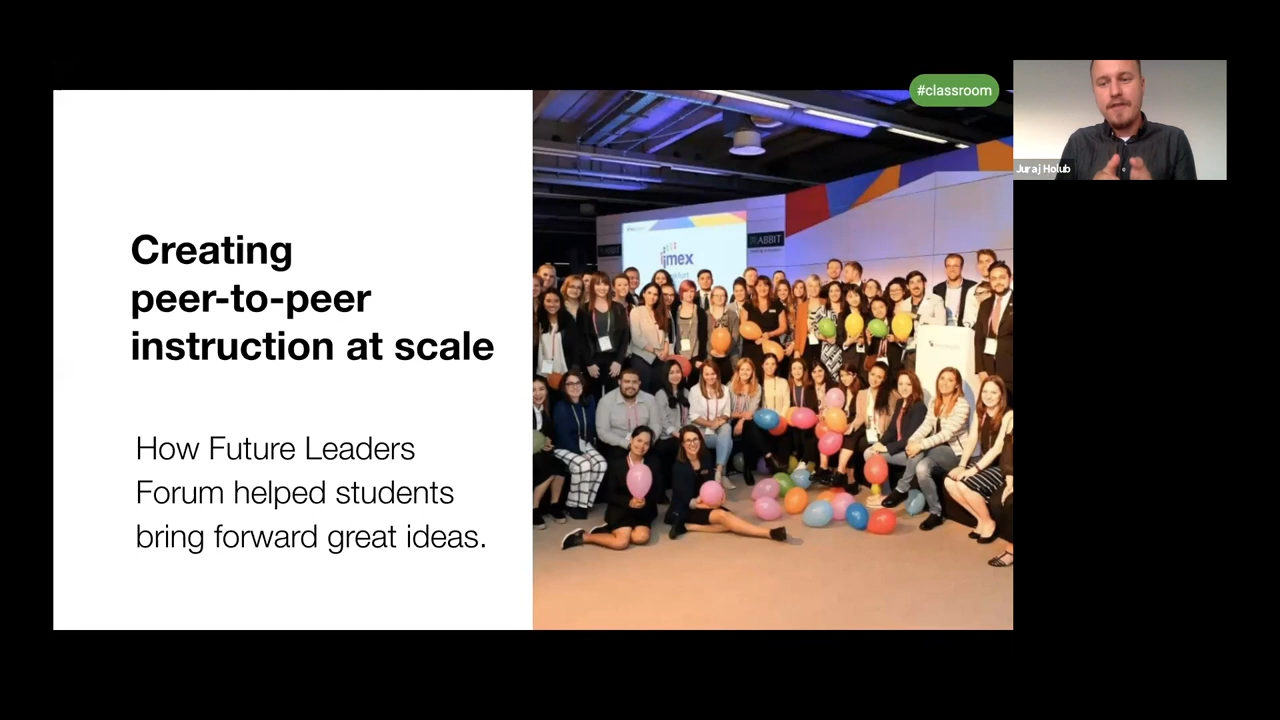 #classroom
Juraj Holub
Creating
peer-to-peer
instruction at scale
How Future Leaders
Forum helped students
bring forward great ideas.
imex
ABBIT